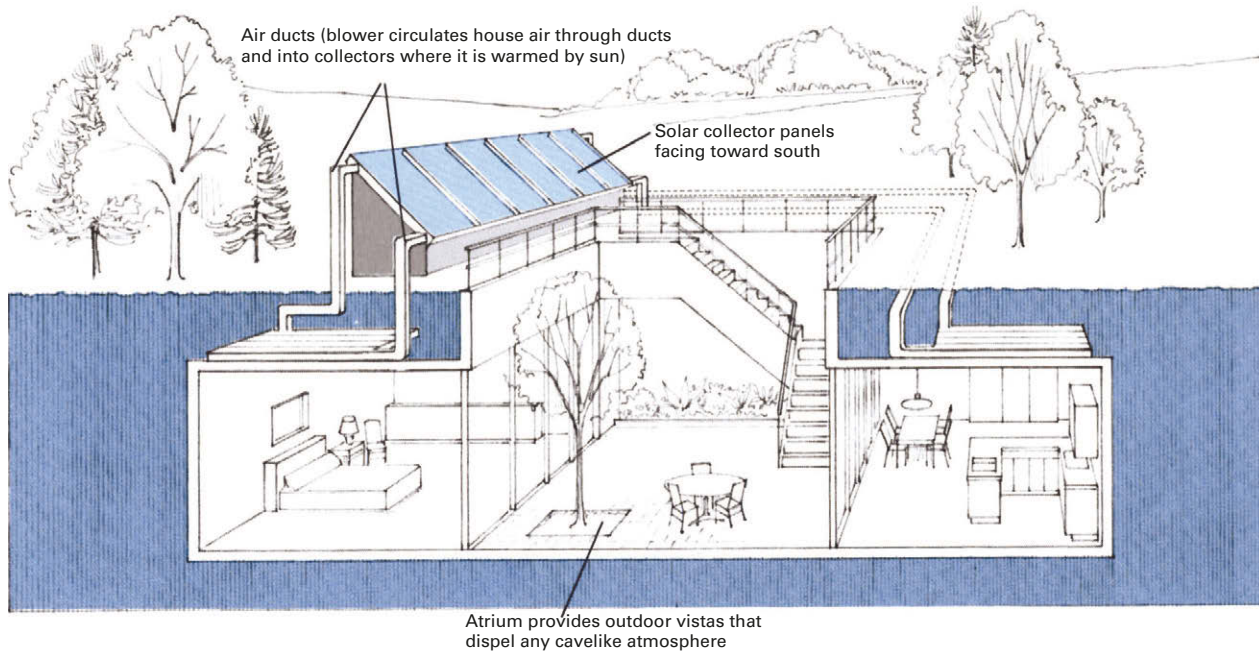 Air ducts (blower circulates house air through ducts
and into collectors where it is warmed by sun)
Solar collector panels
facing toward south
Atrium provides outdoor vistas that
dispel any cavelike atmosphere